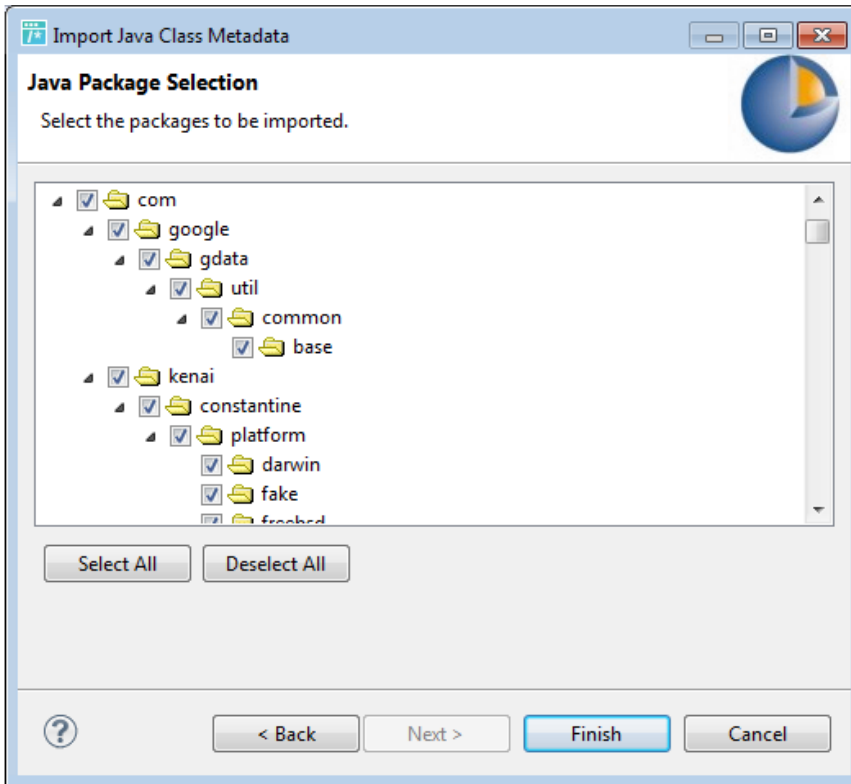 Import Java Class Metadata
Java Package Selection
Select the packages to be imported.
com
google
gdata
util
common
base
kenai
constantine
platform
darwin
fake
freebsd
Select All
Deselect All
< Back
Next >
Finish
Cancel